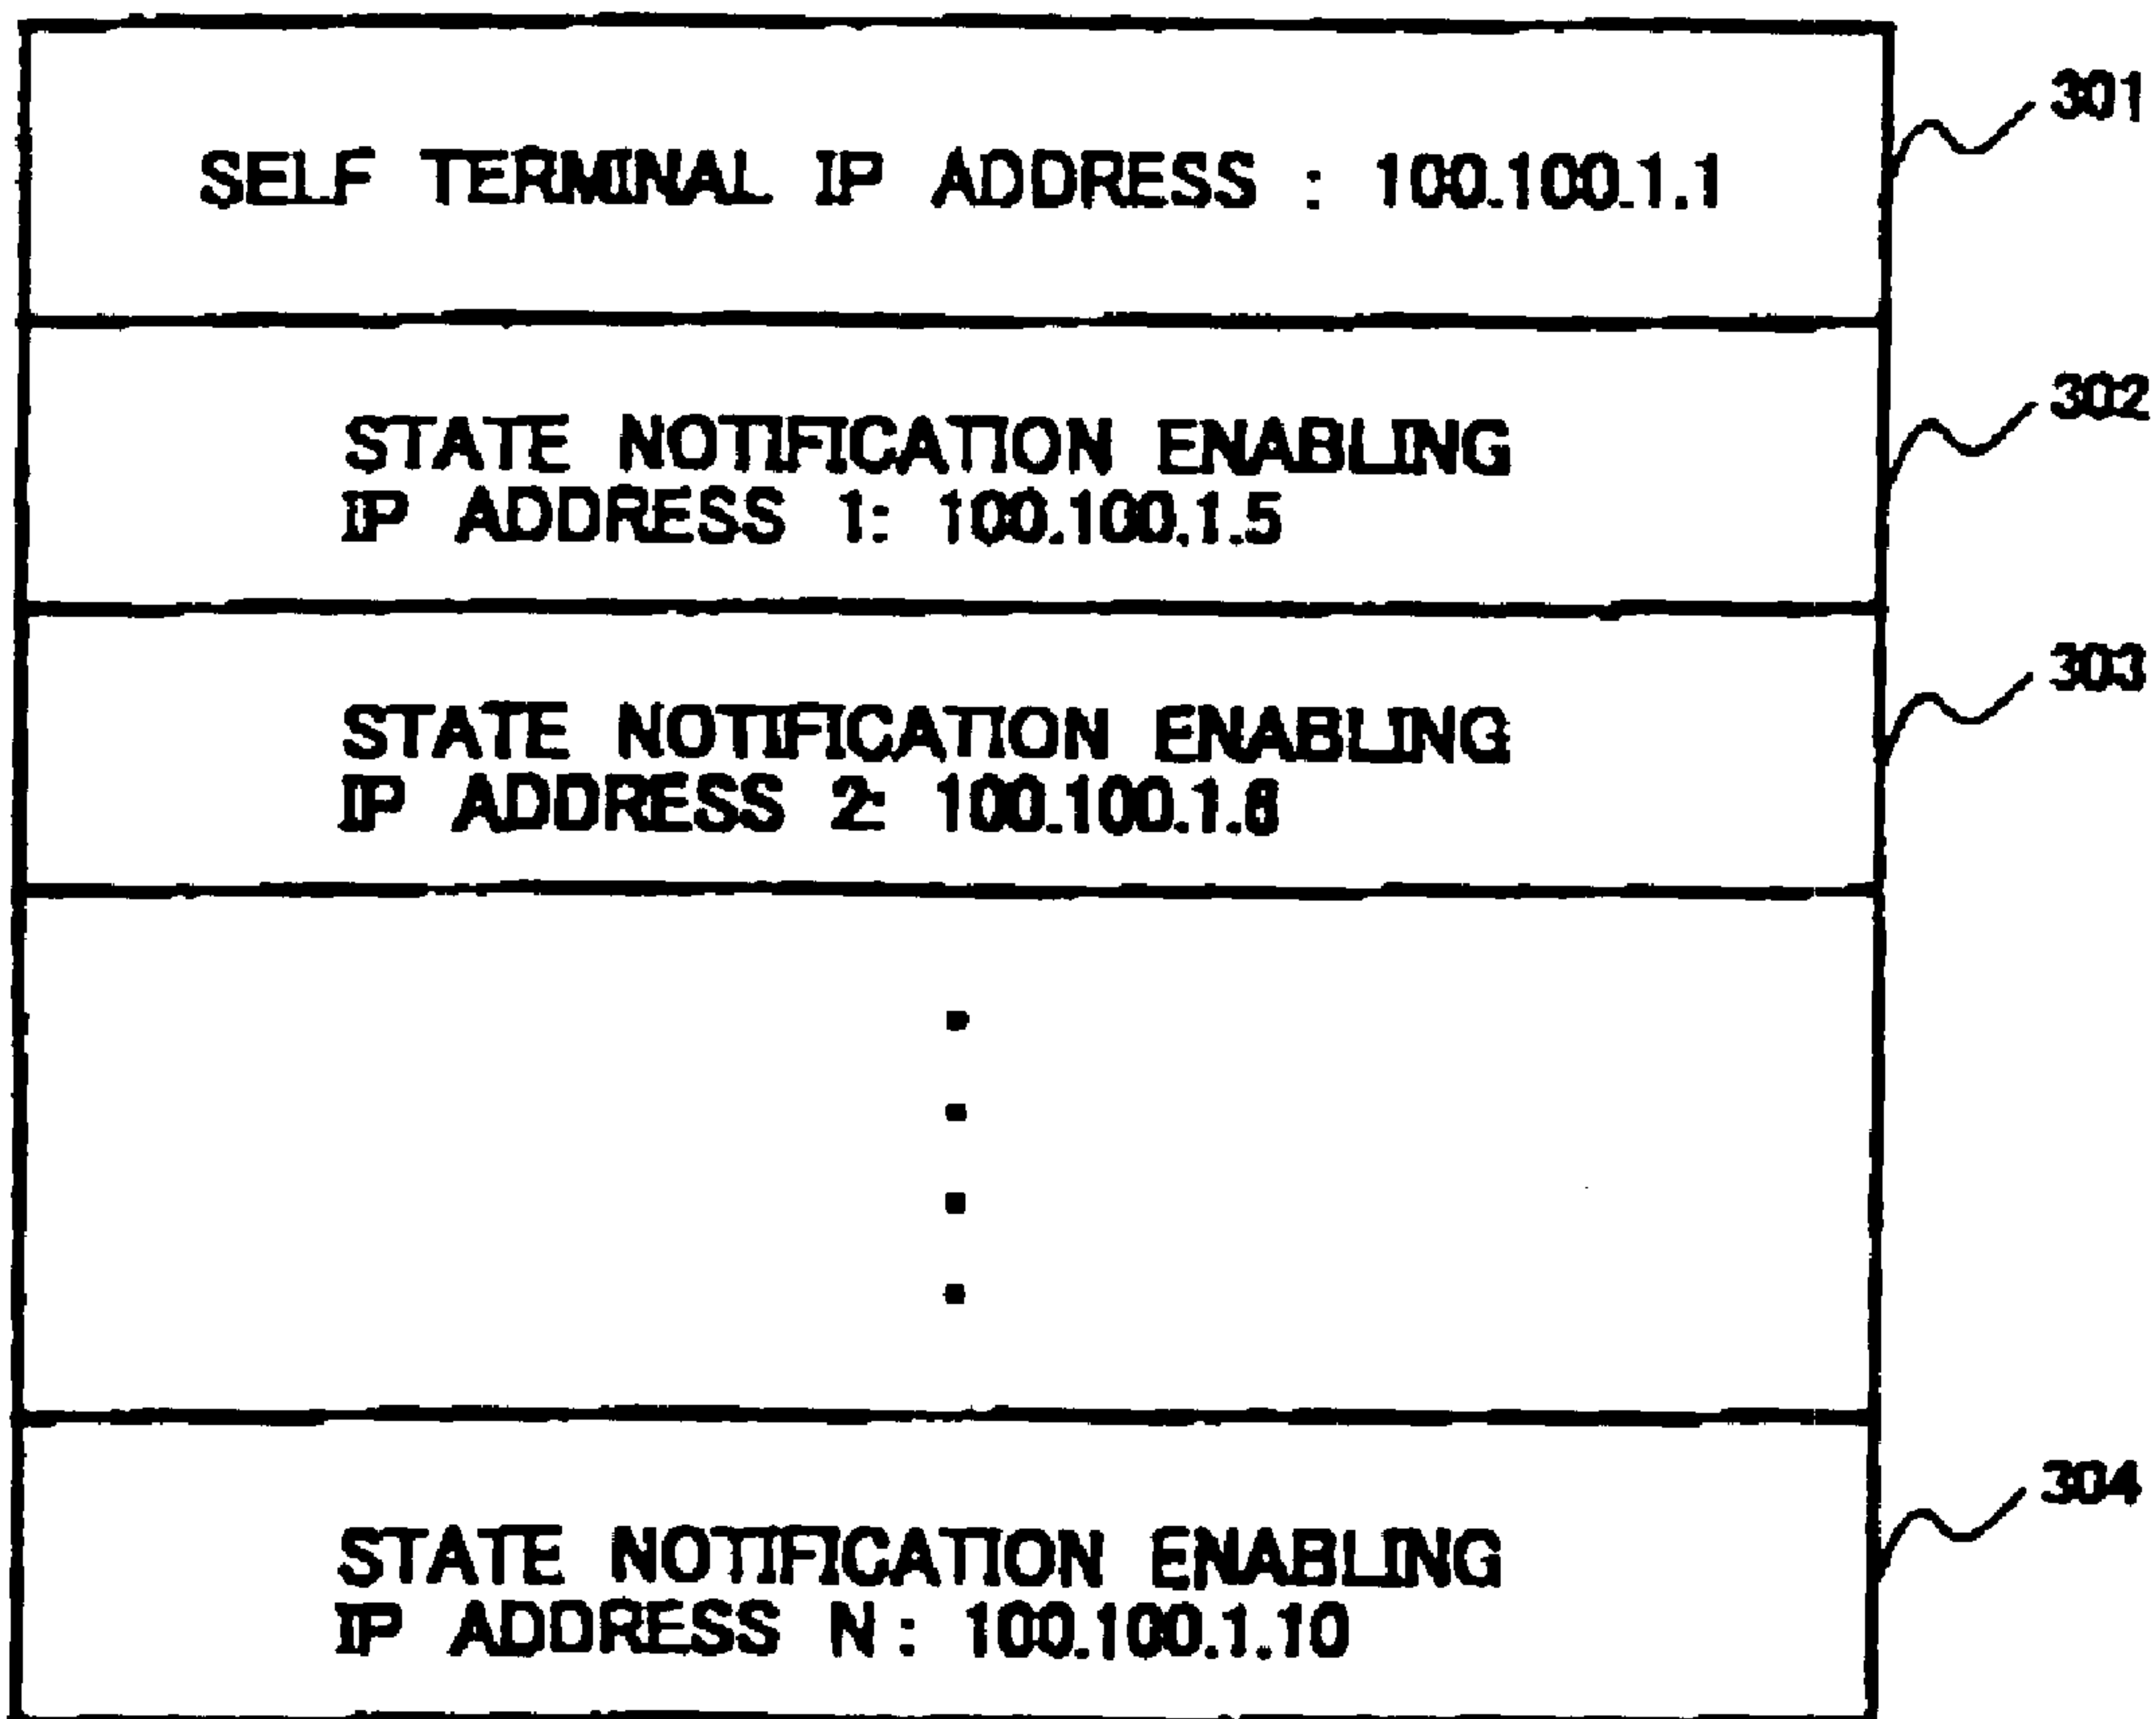 301
SELF TERMINAL IP ADDRESS : 100.100.1.1
302
STATE NOTIFICATION ENABLING
IP ADDRESS 1: 100.100.1.5
303
STATE NOTIFICATION ENABLING
IP ADDRESS 2: 100.100.1.6
304
STATE NOTIFICATION ENABLING
IP ADDRESS N: 100.100.1.10